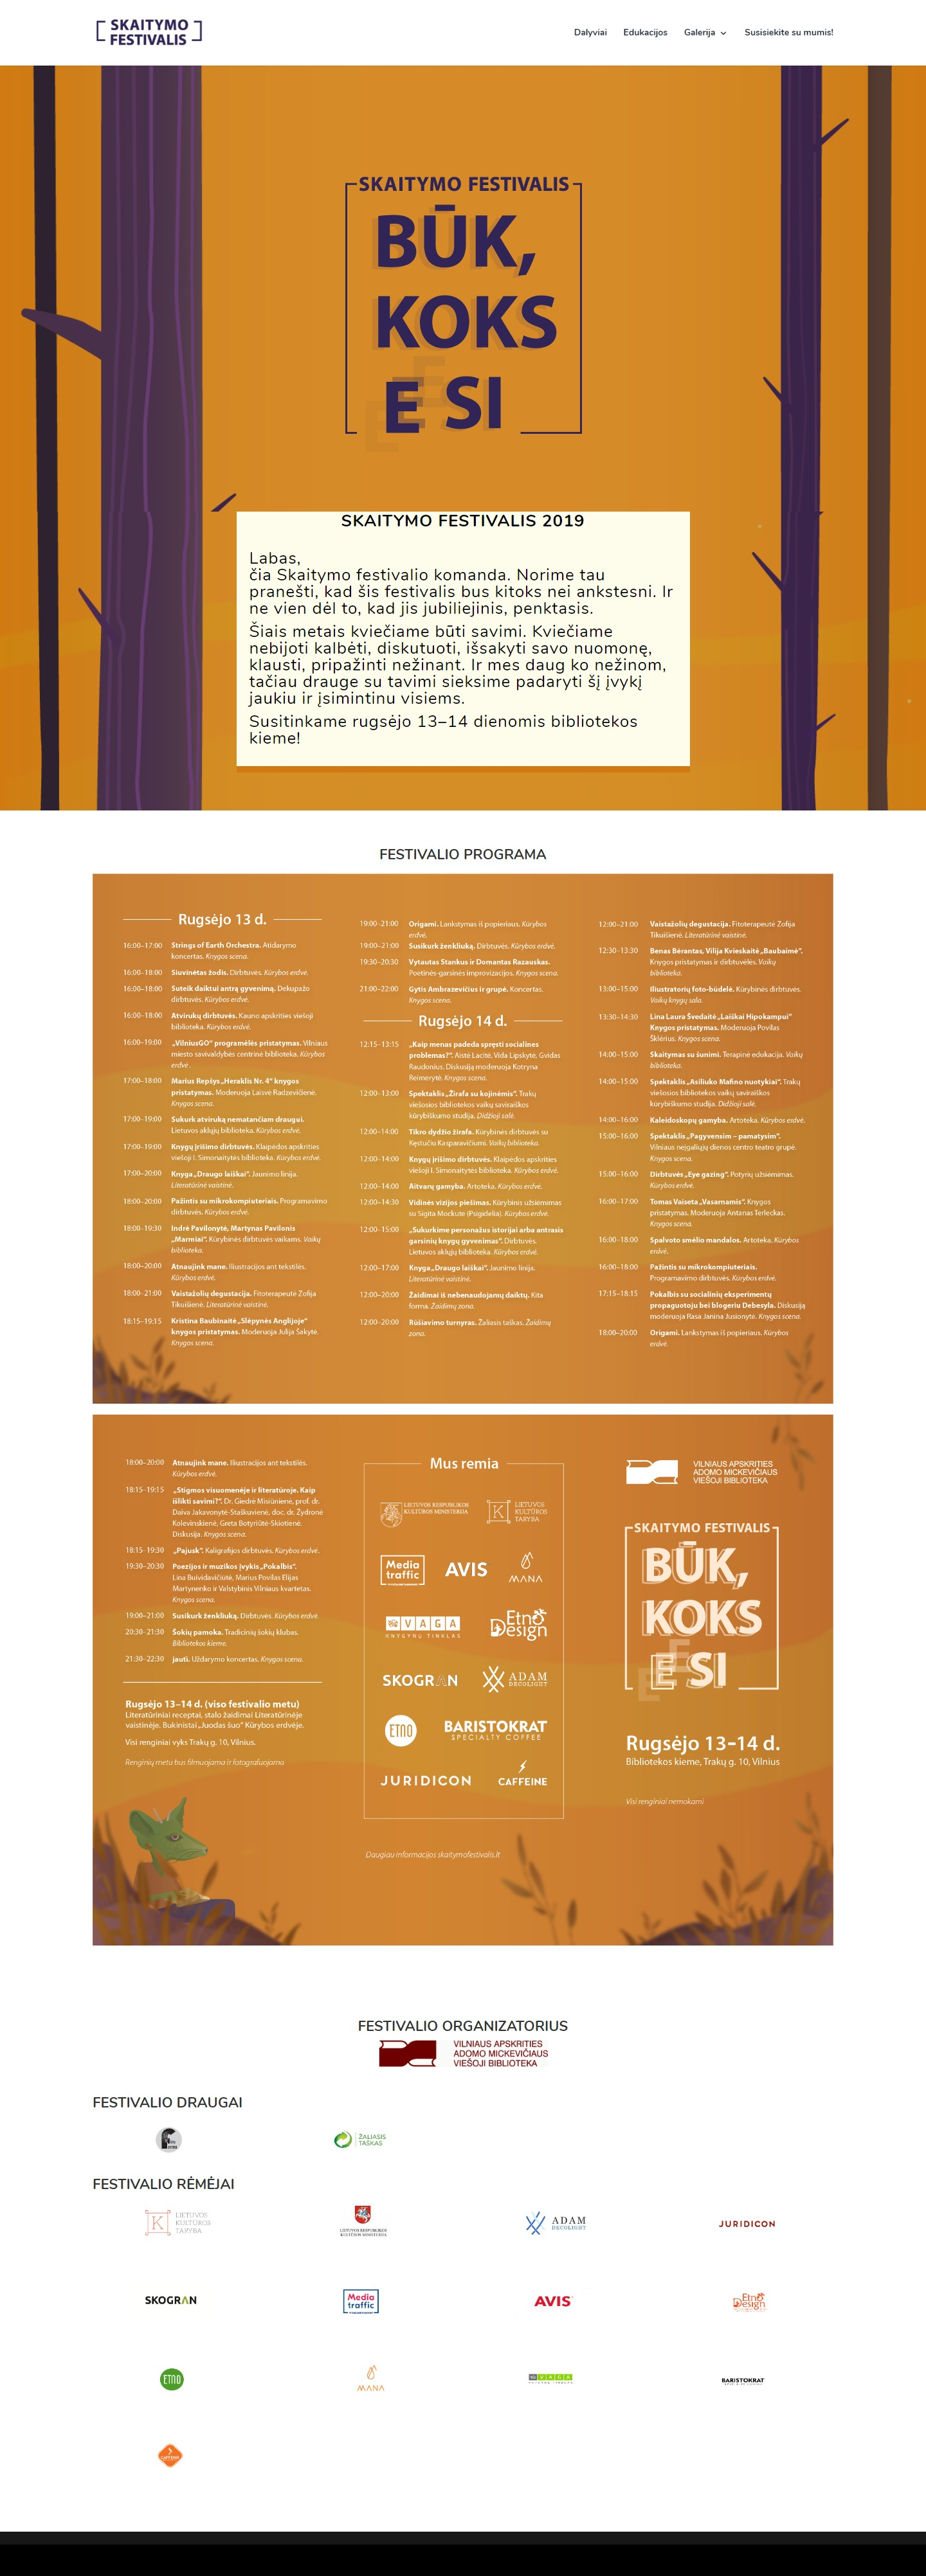 SKAITYMO
FESTIVALIS
Dalyviai Edukacijos Galerija Susisiekite su mumis!
SKAITYMO FESTIVALIS
BŪK,
KOKS
ESI
SKAITYMO FESTIVALIS 2019
Labas,
čia Skaitymo festivalio komanda. Norime tau
pranešti, kad šis festivalis bus kitoks nei ankstesni. Ir
ne vien dėl to, kad jis jubiliejinis, penktasis.
Šiais metais kviečiame būti savimi. Kviečiame
nebijoti kalbėti, diskutuoti, išsakyti savo nuomonę,
klausti, pripažinti nežinant. Ir mes daug ko nežinom,
tačiau drauge su tavimi sieksime padaryti šį įvykį
jaukiu ir įsimintinu visiems.
Susitinkame rugsėjo 13–14 dienomis bibliotekos
kieme!
FESTIVALIO PROGRAMA
Rugsėjo 13 d.
16:00–17:00 Strings of Earth Orchestra. Atidarymo
koncertas. Knygos scena.
16:00–18:00 Siuvinėtas žodis. Dirbtuvės. Kūrybos erdvė.
16:00–18:00 Suteik daiktui antrą gyvenimą. Dekupažo
dirbtuvės. Kūrybos erdvė.
16:00–18:00 Atvirukų dirbtuvės. Kauno apskrities viešoji
biblioteka. Kūrybos erdvė.
16:00–19:00 „VilniusGO“ programėlės pristatymas. Vilniaus
miesto savivaldybės centrinė biblioteka. Kūrybos
erdvė.
17:00–18:00 Marius Repšys „Heraklis Nr. 4“ knygos
pristatymas. Moderuoja Laisvė Radzevičienė.
Knygos scena.
17:00–19:00 Sukurk atviruką nematančiam draugui.
Lietuvos aklųjų biblioteka. Kūrybos erdvė.
17:00–19:00 Knygų įrišimo dirbtuvės. Klaipėdos apskrities
viešoji I. Simonaitytės biblioteka. Kūrybos erdvė.
17:00–20:00 Knyga „Draugo laiškai“. Jaunimo linija.
Literatūrinė vaistinė.
18:00–20:00 Pažintis su mikrokompiuteriais. Programavimo
dirbtuvės. Kūrybos erdvė.
18:00–19:30 Indrė Pavilonytė, Martynas Pavilonis
„Marmiai“. Kūrybinės dirbtuvės vaikams. Vaikų
biblioteka.
18:00–20:00 Atnaujink mane. Iliustracijos ant tekstilės.
Kūrybos erdvė.
18:00–21:00 Vaistažolių degustacija. Fitoterapeutė Zofija
Tikuišienė. Literatūrinė vaistinė.
18:15–19:15 Kristina Baubinaitė „Slėpynės Anglijoje“
knygos pristatymas. Moderuoja Julija Šakytė.
Knygos scena.
19:00–21:00 Origami. Lankstymas iš popieriaus. Kūrybos
erdvė.
19:00–21:00 Susikurk ženkliuką. Dirbtuvės. Kūrybos erdvė.
19:30–20:30 Vytautas Stankus ir Domantas Razauskas.
Poetinės-garsinės improvizacijos. Knygos scena.
21:00–22:00 Gytis Ambrazevičius ir grupė. Koncertas.
Knygos scena.
Rugsėjo 14 d.
12:15–13:15 „Kaip menas padeda spręsti socialines
problemas?“. Aistė Lacitė, Vida Lipskytė, Gvidas
Raudonius. Diskusiją moderuoja Kotryna
Reimerytė. Knygos scena.
12:00–13:00 Spektaklis „Žirafa su kojinėmis“. Trakų
viešosios bibliotekos vaikų saviraiškos
kūrybiškumo studija. Didžioji salė.
12:00–14:00 Tikro dydžio žirafa. Kūrybinės dirbtuvės su
Kęstučiu Kasparavičiumi. Vaikų biblioteka.
12:00–14:00 Knygų įrišimo dirbtuvės. Klaipėdos apskrities
viešoji I. Simonaitytės biblioteka. Kūrybos erdvė.
12:00–14:00 Aitvarų gamyba. Artoteka. Kūrybos erdvė.
12:00–14:30 Vidinės vizijos piešimas. Kūrybinis užsiėmimas
su Sigita Mockute (Psigidelia). Kūrybos erdvė.
12:00–15:00 „Sukurkime personažus istorijai arba antrasis
garsinių knygų gyvenimas“. Dirbtuvės.
Lietuvos aklųjų biblioteka. Kūrybos erdvė.
12:00–17:00 Knyga „Draugo laiškai“. Jaunimo linija.
Literatūrinė vaistinė.
12:00–20:00 Žaidimai iš nebenaudojamų daiktų. Kita
forma. Žaidimų zona.
12:00–20:00 Rūšiavimo turnyras. Žaliasis taškas. Žaidimų
zona.
12:00–21:00 Vaistažolių degustacija. Fitoterapeutė Zofija
Tikuišienė. Literatūrinė vaistinė.
12:30–13:30 Benas Bėrantas, Vilija Kvieskaitė „Baubaimė“.
Knygos pristatymas ir dirbtuvėlės. Vaikų
biblioteka.
13:00–15:00 Iliustratorių foto-būdelė. Kūrybinės dirbtuvės.
Vaikų knygų sala.
13:30–14:30 Lina Laura Švedaitė „Laiškai Hipokampui“
Knygos pristatymas. Moderuoja Povilas
Šklėrius. Knygos scena.
14:00–15:00 Skaitymas su šunimi. Terapinė edukacija. Vaikų
biblioteka.
14:00–15:00 Spektaklis „Asiliuko Mafino nuotykiai“. Trakų
viešosios bibliotekos vaikų saviraiškos
kūrybiškumo studija. Didžioji salė.
14:00–16:00 Kaleidoskopų gamyba. Artoteka. Kūrybos erdvė.
15:00–16:00 Spektaklis „Pagyvensim – pamatysim“.
Vilniaus neįgaliųjų dienos centro teatro grupė.
Knygos scena.
15:00–16:00 Dirbtuvės „Eye gazing“. Potyrių užsiėmimas.
Kūrybos erdvė.
16:00–17:00 Tomas Vaiseta „Vasarnamis“. Knygos
pristatymas. Moderuoja Antanas Terleckas.
Knygos scena.
16:00–18:00 Spalvoto smėlio mandalos. Artoteka. Kūrybos
erdvė.
16:00–18:00 Pažintis su mikrokompiuteriais.
Programavimo dirbtuvės. Kūrybos erdvė.
17:15–18:15 Pokalbis su socialinių eksperimentų
propaguotoju bei blogeriu Debesyla. Diskusiją
moderuoja Rasa Janina Jusionytė. Knygos scena.
18:00–20:00 Origami. Lankstymas iš popieriaus. Kūrybos
erdvė.
18:00–20:00 Atnaujink mane. Iliustracijos ant tekstilės.
Kūrybos erdvė.
18:15–19:15 „Stigmos visuomenėje ir literatūroje. Kaip
išlikti savimi?“. Dr. Giedrė Misiūnienė, prof. dr.
Daiva Jakavonytė-Staškuvienė, doc. dr. Žydronė
Kolevinskienė, Greta Botyriūtė-Skiotienė.
Diskusija. Knygos scena.
18:15–19:30 „Pajusk“. Kaligrafijos dirbtuvės. Kūrybos erdvė.
19:30–20:30 Poezijos ir muzikos įvykis „Pokalbis“.
Lina Buividavičiūtė, Marius Povilas Elijas
Martynenko ir Valstybinis Vilniaus kvartetas.
Knygos scena.
19:00–21:00 Susikurk ženkliuką. Dirbtuvės. Kūrybos erdvė.
20:30–21:30 Šokių pamoka. Tradicinių šokių klubas.
Bibliotekos kieme.
21:30–22:30 jautì. Uždarymo koncertas. Knygos scena.
Rugsėjo 13–14 d. (viso festivalio metu)
Literatūriniai receptai, stalo žaidimai Literatūrinėje
vaistinėje. Bukinistai „Juodas šuo“ Kūrybos erdvėje.
Visi renginiai vyks Trakų g. 10, Vilnius.
Renginių metu bus filmuojama ir fotografuojama
Mus remia
LIETUVOS RESPUBLIKOS
KULTŪROS MINISTERIJA
LIETUVOS
KULTŪROS
TARYBA
Media
traffic
AVIS
MANA
VAGA
KNYGYNŲ TINKLAS
Etno
Design
SKOGRAN
ADAM
DECOLIGHT
ETNO
BARISTOKRAT
SPECIALTY COFFEE
JURIDICON
CAFFEINE
Daugiau informacijos skaitymofestivalis.lt
VILNIAUS APSKRITIES
ADOMO MICKEVIČIAUS
VIEŠOJI BIBLIOTEKA
SKAITYMO FESTIVALIS
BŪK,
KOKS
ESI
Rugsėjo 13–14 d.
Bibliotekos kieme, Trakų g. 10, Vilnius
Visi renginiai nemokami
FESTIVALIO ORGANIZATORIUS
VILNIAUS APSKRITIES
ADOMO MICKEVIČIAUS
VIEŠOJI BIBLIOTEKA
FESTIVALIO DRAUGAI
ŽALIASIS
TAŠKAS
FESTIVALIO RĖMĖJAI
LIETUVOS
KULTŪROS
TARYBA
LIETUVOS RESPUBLIKOS
KULTŪROS MINISTERIJA
ADAM
DECOLIGHT
JURIDICON
SKOGRAN
Media
traffic
AVIS
Etno
Design
ETNO
MANA
VAGA
BARISTOKRAT
CAFFEINE